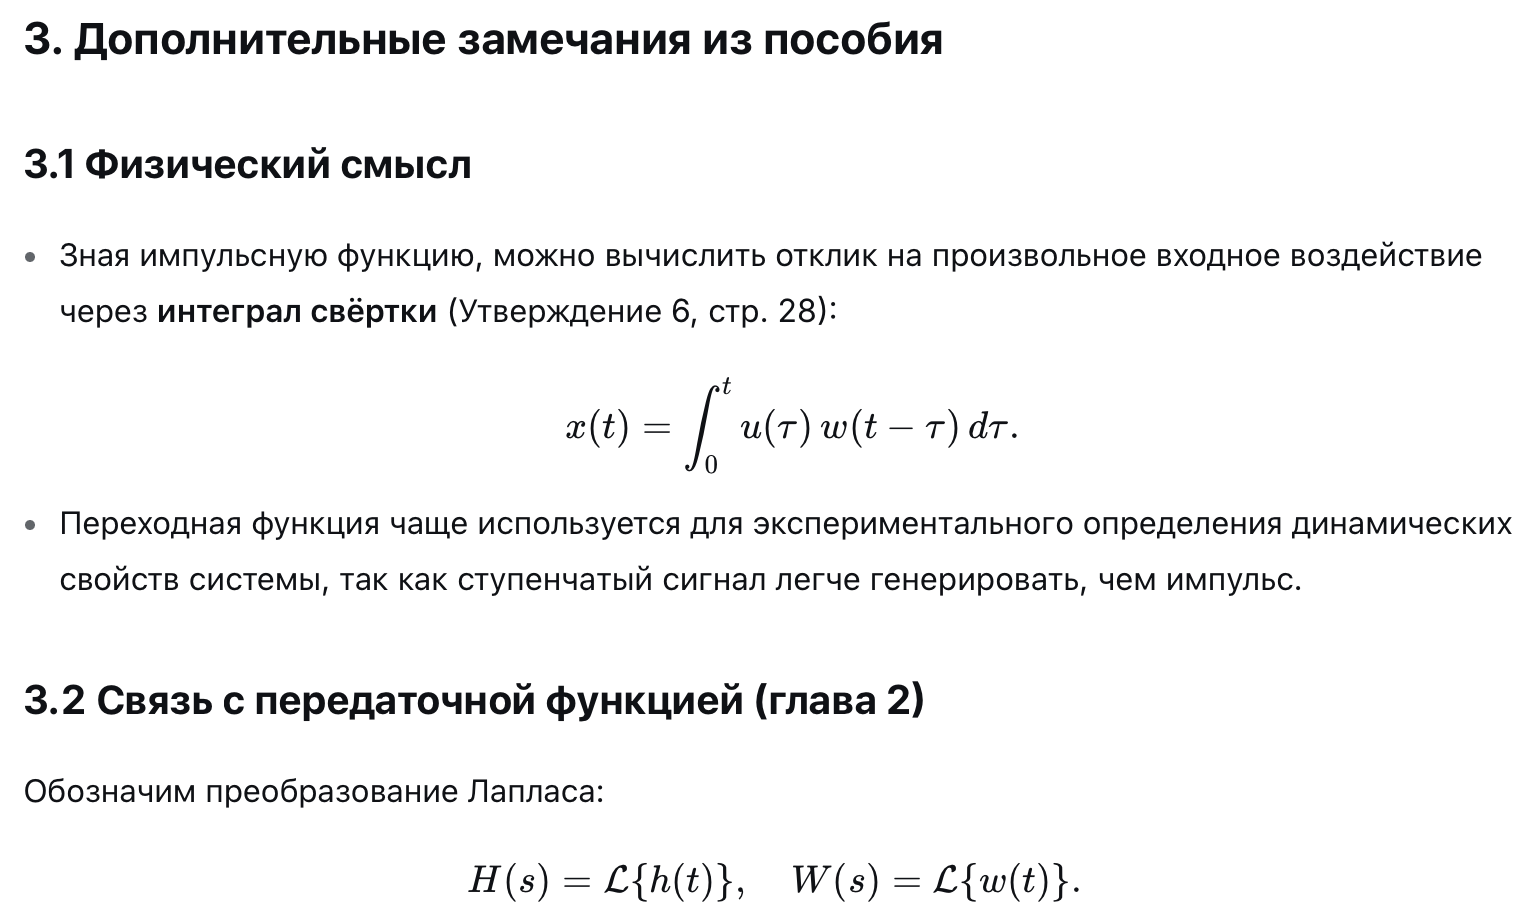 3. Дополнительные замечания из пособия
3.1 Физический смысл
• Зная импульсную функцию, можно вычислить отклик на произвольное входное воздействие
через интеграл свёртки (Утверждение 6, стр. 28):
x(t) = ∫₀ᵗ u(τ) w(t − τ) dτ.
• Переходная функция чаще используется для экспериментального определения динамических
свойств системы, так как ступенчатый сигнал легче генерировать, чем импульс.
3.2 Связь с передаточной функцией (глава 2)
Обозначим преобразование Лапласа:
H(s) = ℒ{h(t)}, W(s) = ℒ{w(t)}.